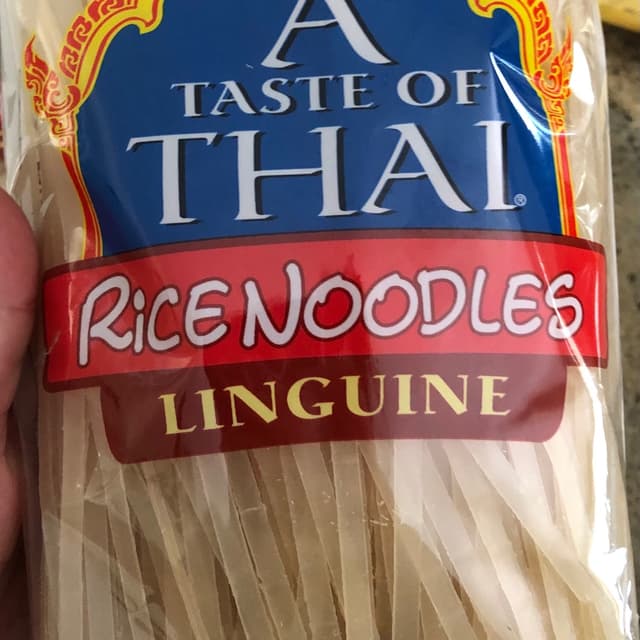 A
TASTE OF
THAI®
RiCE NOODLES
LINGUINE